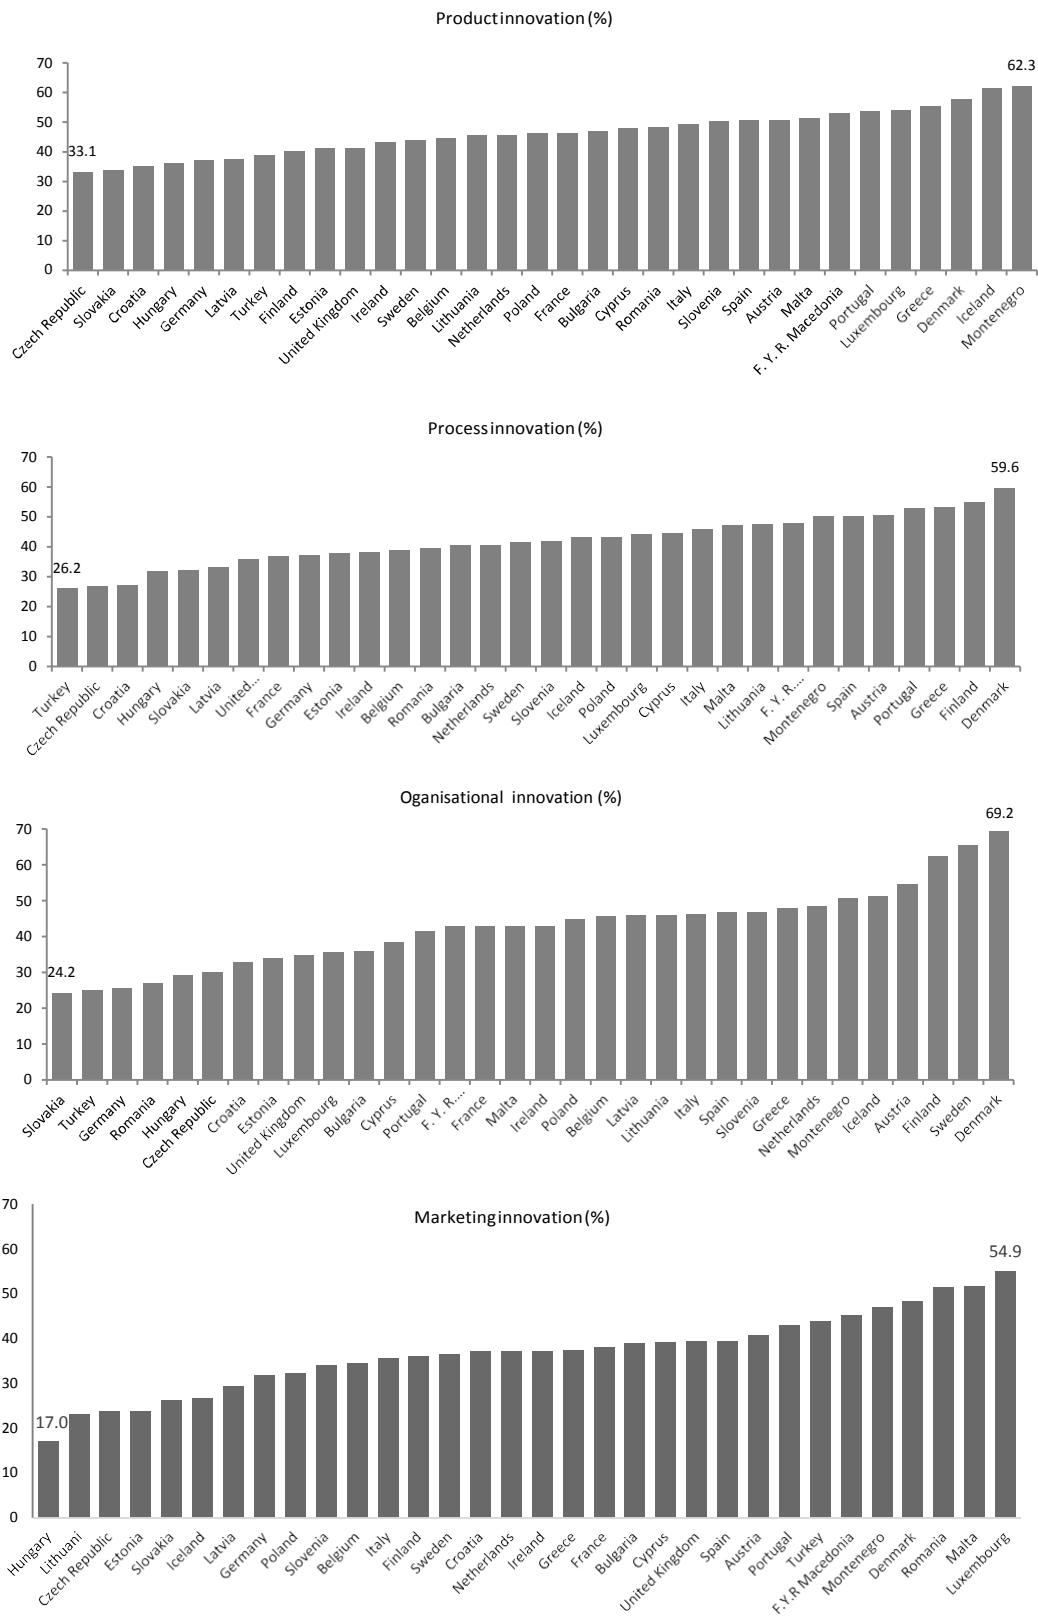 Product innovation (%)
70
60
50
40
30
20
10
0
33.1
62.3
Czech Republic
Slovakia
Croatia
Hungary
Germany
Latvia
Turkey
Finland
Estonia
United Kingdom
Ireland
Sweden
Belgium
Lithuania
Netherlands
Poland
France
Bulgaria
Cyprus
Romania
Italy
Slovenia
Spain
Austria
Malta
F. Y. R. Macedonia
Portugal
Luxembourg
Greece
Denmark
Iceland
Montenegro
Process innovation (%)
70
60
50
40
30
20
10
0
26.2
59.6
Turkey
Czech Republic
Croatia
Hungary
Slovakia
Latvia
United...
France
Germany
Estonia
Ireland
Belgium
Romania
Bulgaria
Netherlands
Sweden
Slovenia
Iceland
Poland
Luxembourg
Cyprus
Italy
Malta
Lithuania
F. Y. R....
Montenegro
Spain
Austria
Portugal
Greece
Finland
Denmark
Oganisational innovation (%)
70
60
50
40
30
20
10
0
24.2
69.2
Slovakia
Turkey
Germany
Romania
Hungary
Czech Republic
Croatia
Estonia
United Kingdom
Luxembourg
Bulgaria
Cyprus
Portugal
F. Y. R....
France
Malta
Ireland
Poland
Belgium
Latvia
Lithuania
Italy
Spain
Slovenia
Greece
Netherlands
Montenegro
Iceland
Austria
Finland
Sweden
Denmark
Marketing innovation (%)
70
60
50
40
30
20
10
0
17.0
54.9
Hungary
Lithuani
Czech Republic
Estonia
Slovakia
Iceland
Latvia
Germany
Poland
Slovenia
Belgium
Italy
Finland
Sweden
Croatia
Netherlands
Ireland
Greece
France
Bulgaria
Cyprus
United Kingdom
Spain
Austria
Portugal
Turkey
F.Y.R Macedonia
Montenegro
Denmark
Romania
Malta
Luxembourg